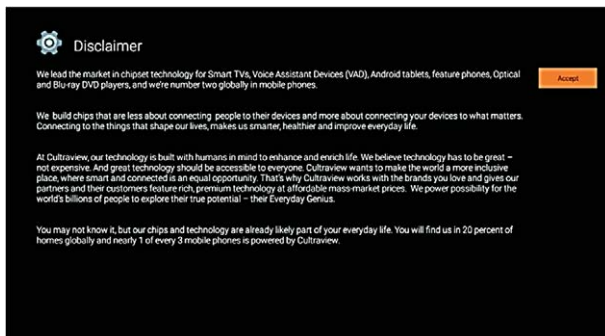 Disclaimer
We lead the market in chipset technology for Smart TVs, Voice Assistant Devices (VAD), Android tablets, feature phones, Optical
and Blu-ray DVD players, and we're number two globally in mobile phones.
Accept
We build chips that are less about connecting people to their devices and more about connecting your devices to what matters.
Connecting to the things that shape our lives, makes us smarter, healthier and improve everyday life.
At Cultraview, our technology is built with humans in mind to enhance and enrich life. We believe technology has to be great –
not expensive. And great technology should be accessible to everyone. Cultraview wants to make the world a more inclusive
place, where smart and connected is an equal opportunity. That's why Cultraview works with the brands you love and gives our
partners and their customers feature rich, premium technology at affordable mass-market prices. We power possibility for the
world's billions of people to explore their true potential – their Everyday Genius.
You may not know it, but our chips and technology are already likely part of your everyday life. You will find us in 20 percent of
homes globally and nearly 1 of every 3 mobile phones is powered by Cultraview.